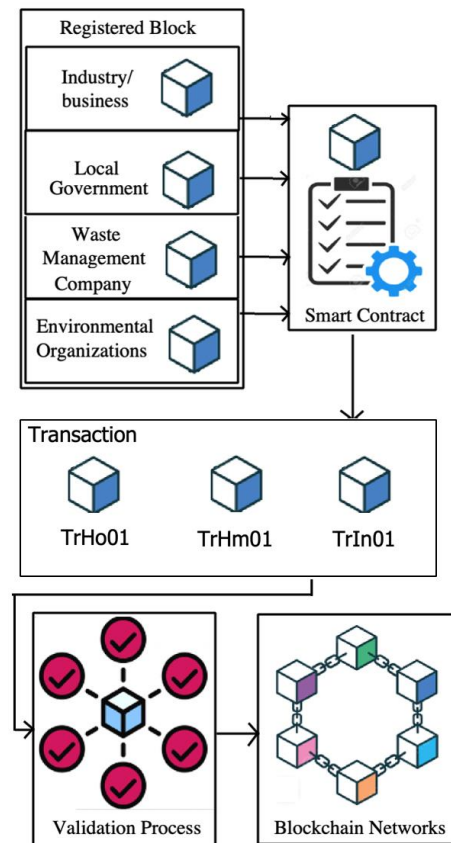 Registered Block
Industry/
business
Local
Government
Waste
Management
Company
Environmental
Organizations
Smart Contract
Transaction
TrHo01
TrHm01
TrIn01
Validation Process
Blockchain Networks